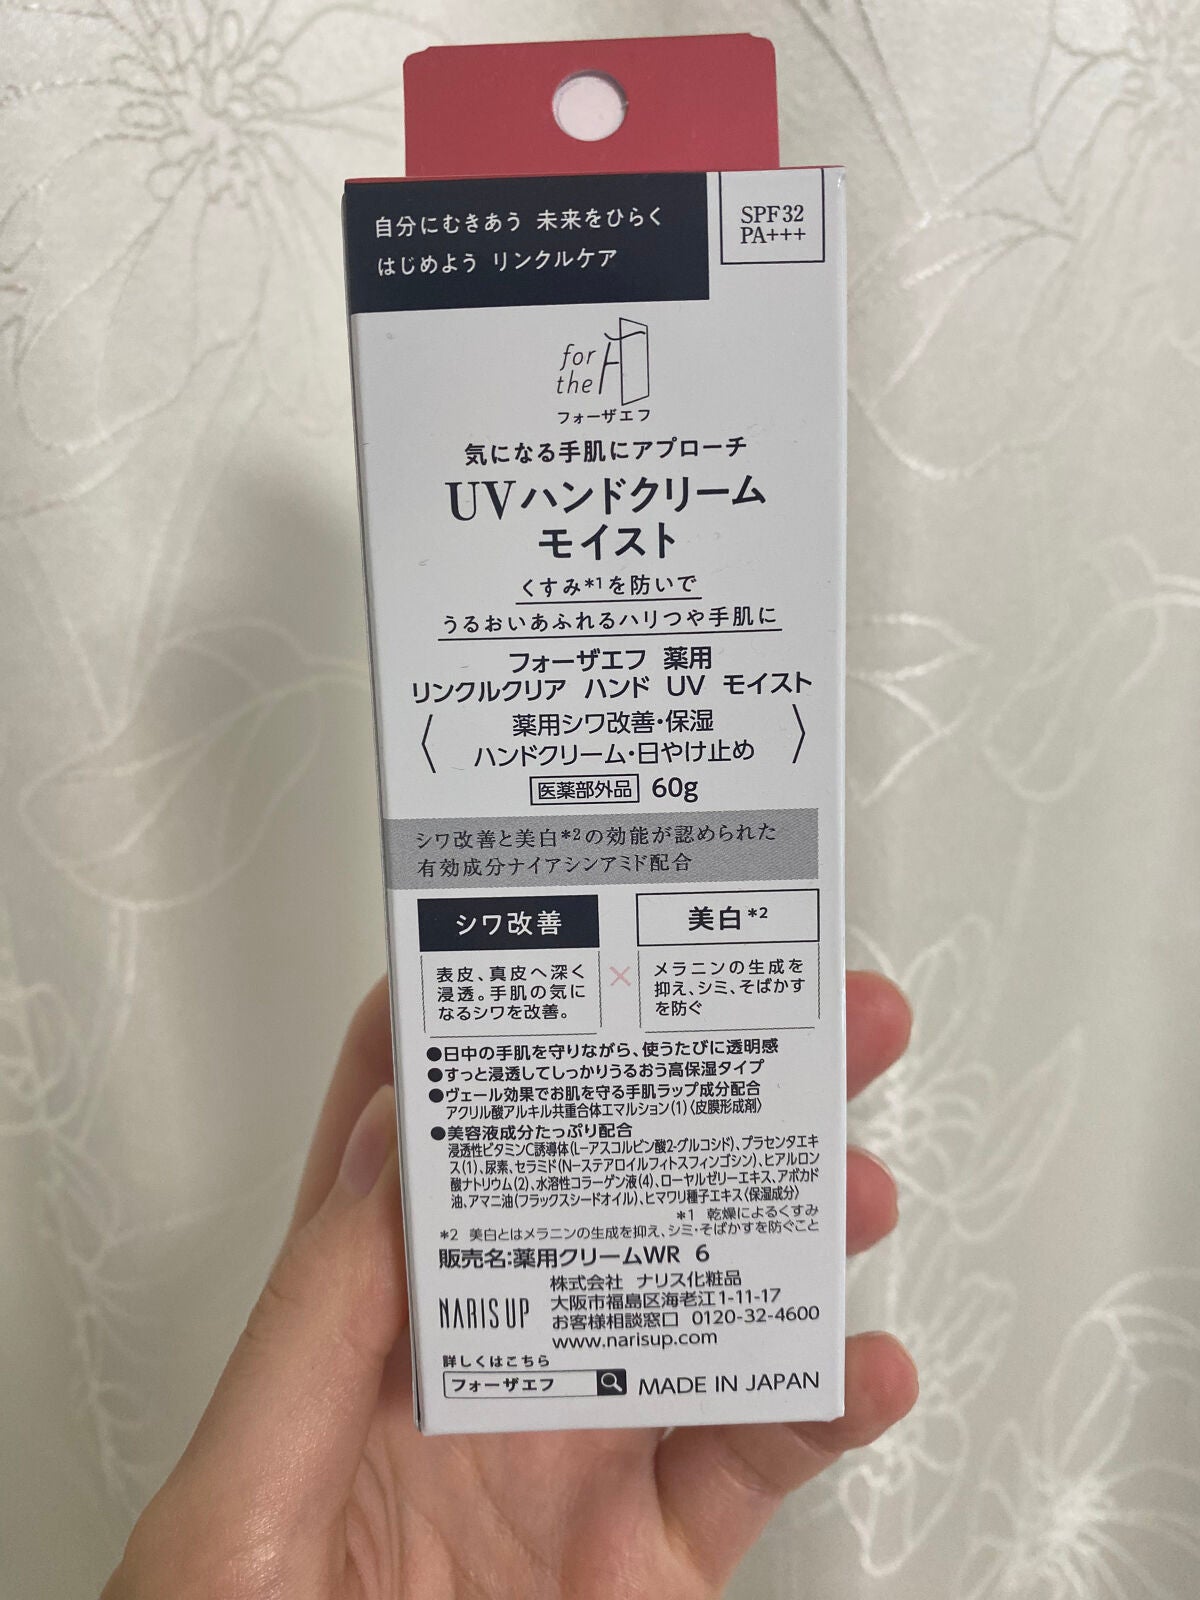 自分にむきあう 未来をひらく
はじめよう リンクルケア
SPF32
PA+++
for
the F
フォーザエフ
気になる手肌にアプローチ
UVハンドクリーム
モイスト
くすみ*1を防いで
うるおいあふれるハリつや手肌に
フォーザエフ 薬用
リンクルクリア ハンド UV モイスト
〈薬用シワ改善・保湿
ハンドクリーム・日やけ止め〉
医薬部外品 60g
シワ改善と美白*2の効能が認められた
有効成分ナイアシンアミド配合
シワ改善
表皮、真皮へ深く
浸透。手肌の気に
なるシワを改善。
×
美白*2
メラニンの生成を
抑え、シミ、そばかす
を防ぐ
●日中の手肌を守りながら、使うたびに透明感
●すっと浸透してしっかりうるおう高保湿タイプ
●ヴェール効果でお肌を守る手肌ラップ成分配合
アクリル酸アルキル共重合体エマルション(1)〈皮膜形成剤〉
●美容液成分たっぷり配合
浸透性ビタミンC誘導体(L-アスコルビン酸2-グルコシド)、プラセンタエキ
ス(1)、尿素、セラミド(N-ステアロイルフィトスフィンゴシン)、ヒアルロン
酸ナトリウム(2)、水溶性コラーゲン液(4)、ローヤルゼリーエキス、アボカド
油、アマニ油(フラックスシードオイル)、ヒマワリ種子エキス〈保湿成分〉
*1 乾燥によるくすみ
*2 美白とはメラニンの生成を抑え、シミ・そばかすを防ぐこと
販売名:薬用クリームWR 6
NARIS UP
株式会社 ナリス化粧品
大阪市福島区海老江1-11-17
お客様相談窓口 0120-32-4600
www.narisup.com
詳しくはこちら
フォーザエフ
MADE IN JAPAN